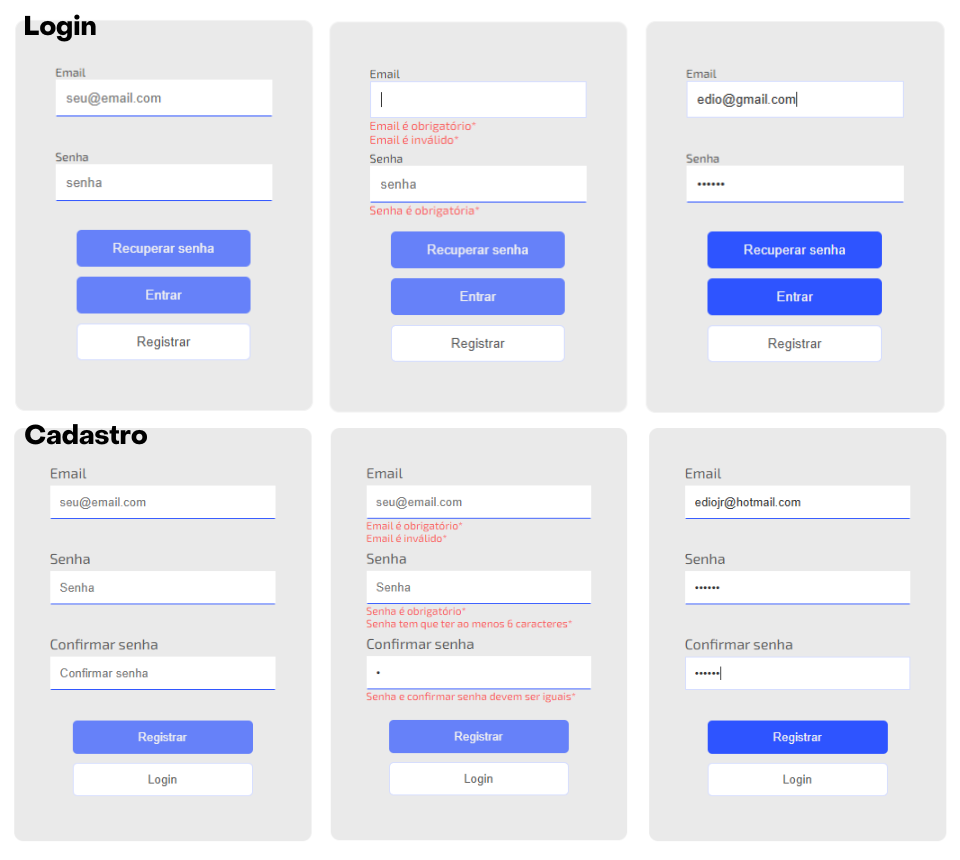 Login
Email
seu@email.com
Senha
senha
Recuperar senha
Entrar
Registrar
Email
Email é obrigatório*
Email é inválido*
Senha
senha
Senha é obrigatória*
Recuperar senha
Entrar
Registrar
Email
edio@gmail.com
Senha
••••••
Recuperar senha
Entrar
Registrar
Cadastro
Email
seu@email.com
Senha
Senha
Confirmar senha
Confirmar senha
Registrar
Login
Email
seu@email.com
Email é obrigatório*
Email é inválido*
Senha
Senha
Senha é obrigatório*
Senha tem que ter ao menos 6 caracteres*
Confirmar senha
•
Senha e confirmar senha devem ser iguais*
Registrar
Login
Email
ediojr@hotmail.com
Senha
••••••
Confirmar senha
••••••
Registrar
Login